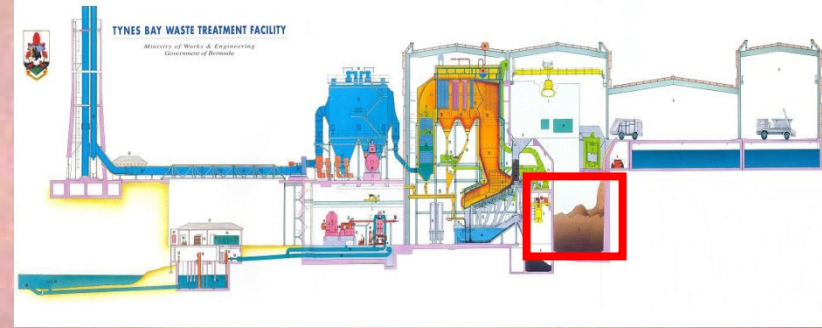 TYNES BAY WASTE TREATMENT FACILITY
Ministry of Works & Engineering
Government of Bermuda